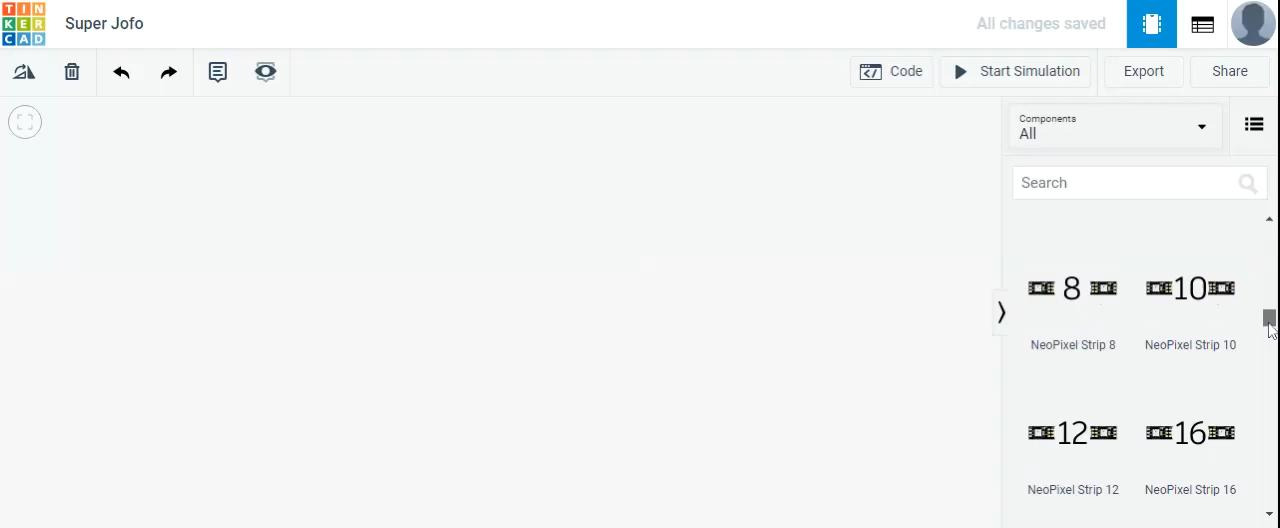 TIN
KER
CAD
Super Jofo
All changes saved
Code
Start Simulation
Export
Share
Components
All
Search
8
10
NeoPixel Strip 8
NeoPixel Strip 10
12
16
NeoPixel Strip 12
NeoPixel Strip 16